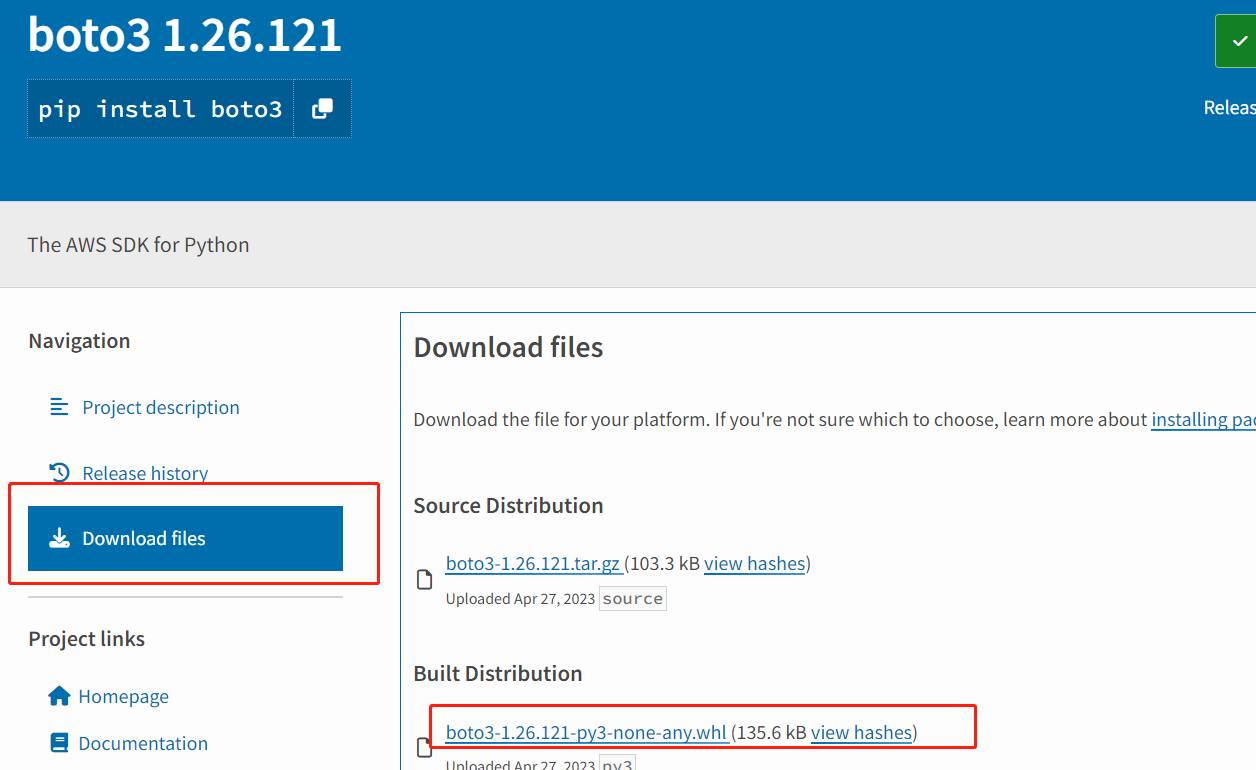 boto3 1.26.121
pip install boto3
The AWS SDK for Python
Navigation
Project description
Release history
Download files
Project links
Homepage
Documentation
Download files
Download the file for your platform. If you're not sure which to choose, learn more about installing
Source Distribution
boto3-1.26.121.tar.gz (103.3 kB view hashes)
Uploaded Apr 27, 2023 source
Built Distribution
boto3-1.26.121-py3-none-any.whl (135.6 kB view hashes)
Uploaded Apr 27, 2023 py3